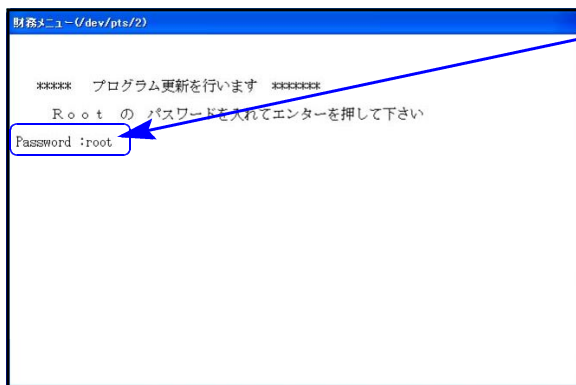 財務メニュー(/dev/pts/2)
***** プログラム更新を行います *******
Ｒｏｏｔ の パスワードを入れてエンターを押して下さい
Password :root